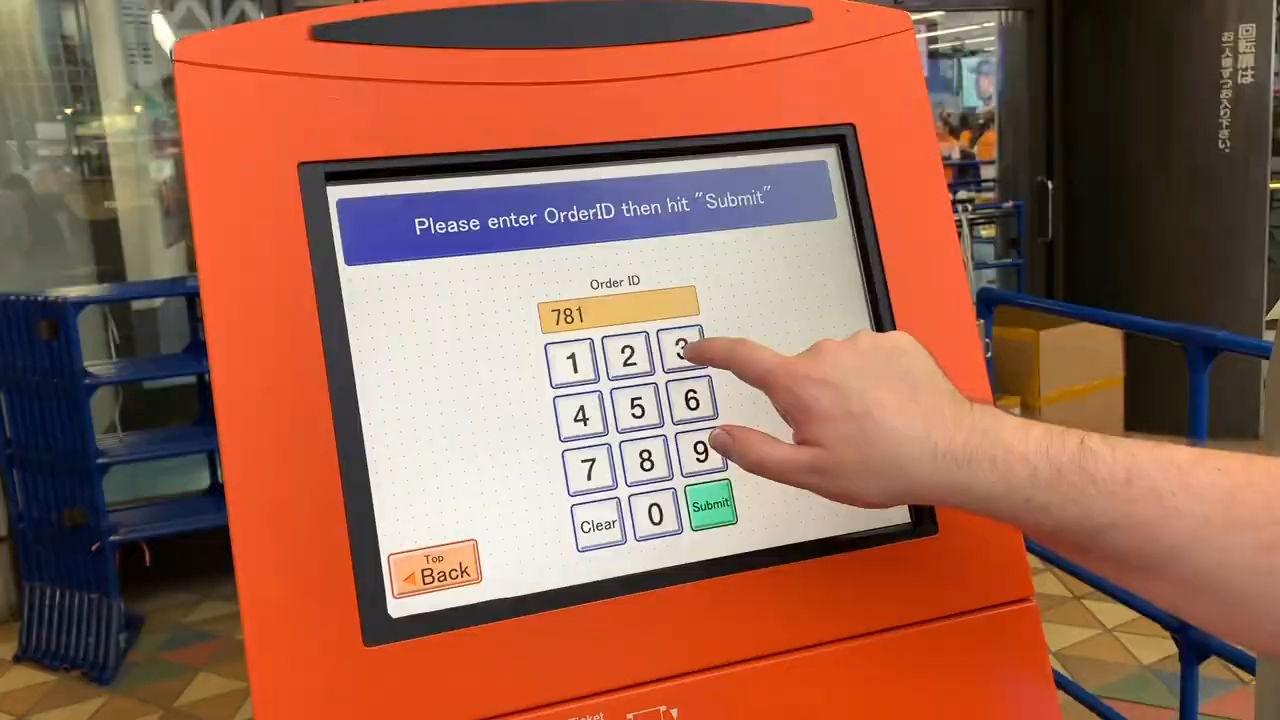 Please enter OrderID then hit "Submit"
Order ID
781
1 2 3
4 5 6
7 8 9
Clear 0 Submit
Top
Back
Ticket
回転扉は
お一人様ずつお入り下さい。